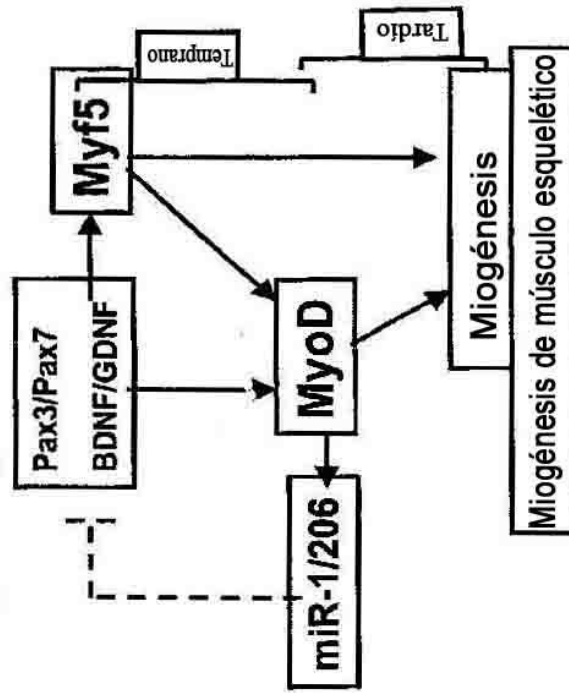 Pax3/Pax7
BDNF/GDNF
Myf5
Temprano
miR-1/206
MyoD
Tardío
Miogénesis
Miogénesis de músculo esquelético